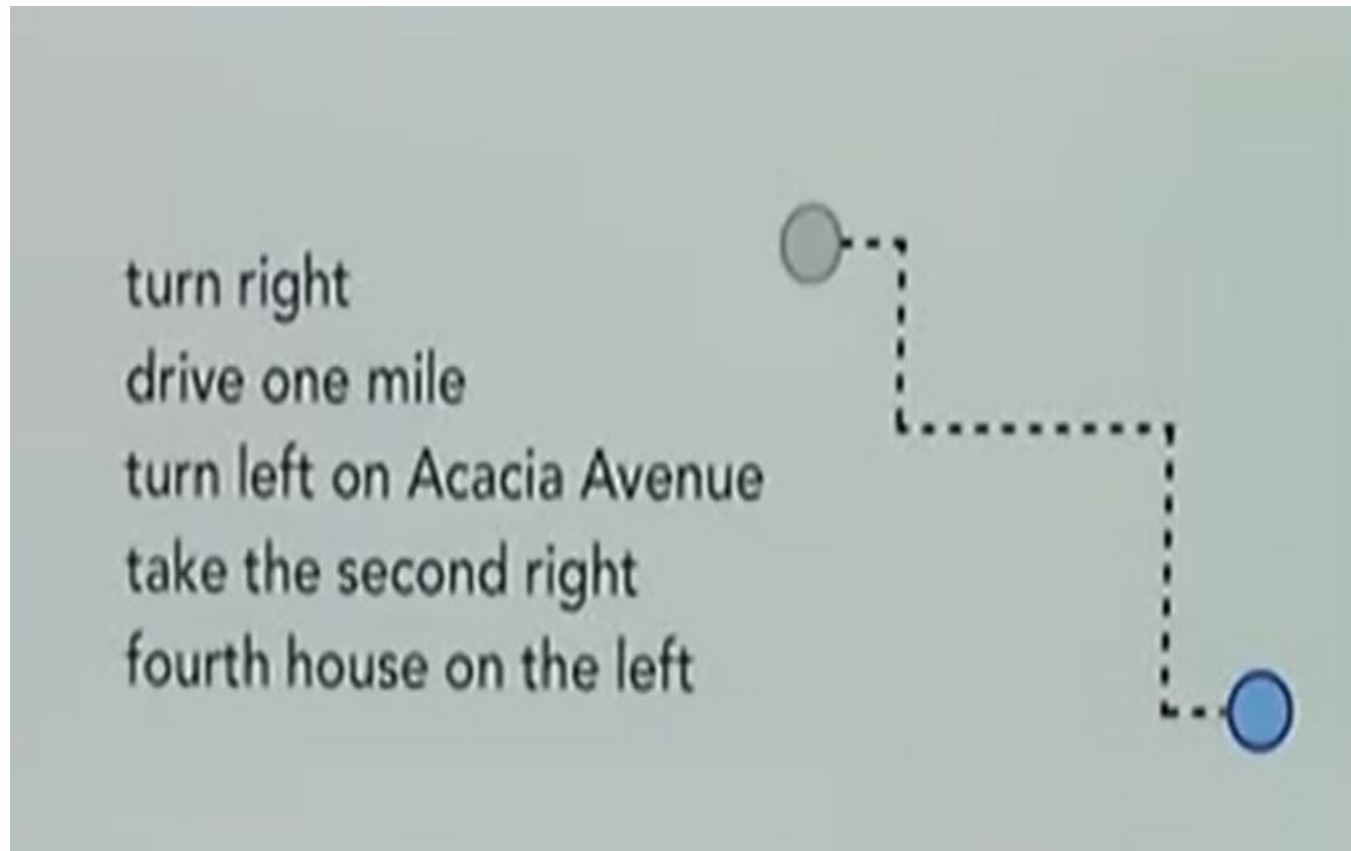 turn right
drive one mile
turn left on Acacia Avenue
take the second right
fourth house on the left